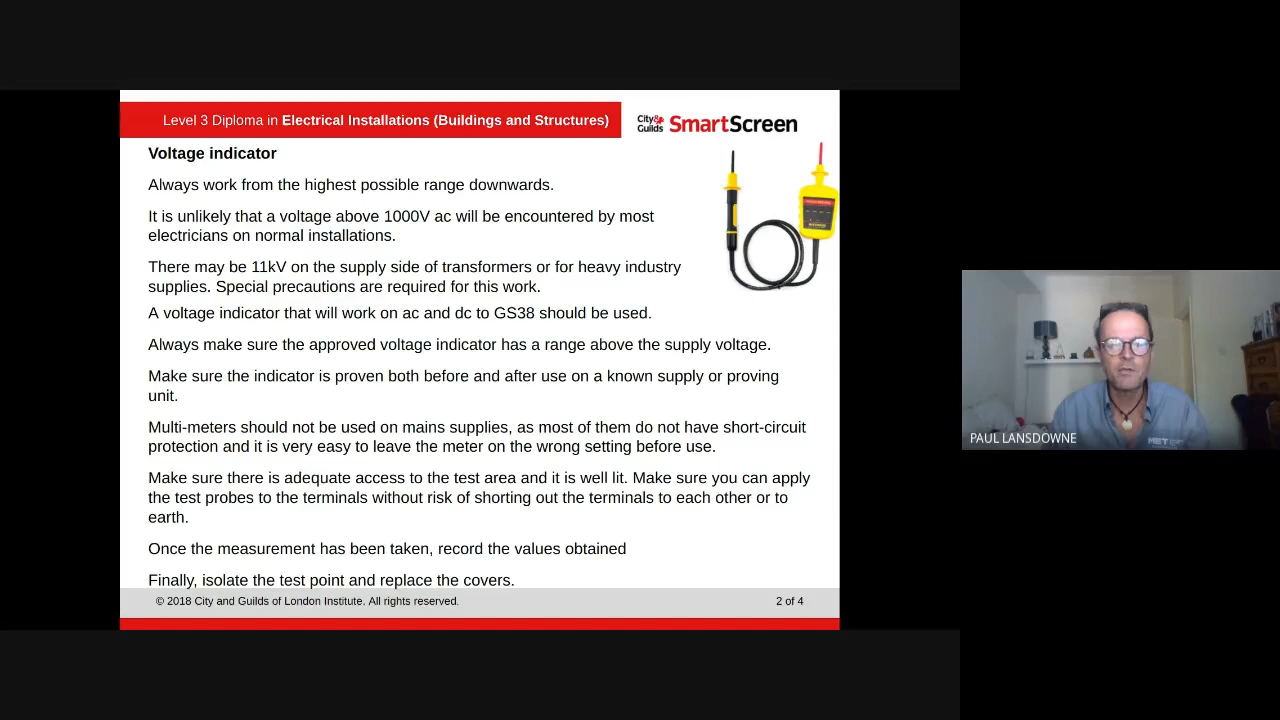 Level 3 Diploma in Electrical Installations (Buildings and Structures)
City& Guilds SmartScreen
Voltage indicator
Always work from the highest possible range downwards.
It is unlikely that a voltage above 1000V ac will be encountered by most
electricians on normal installations.
There may be 11kV on the supply side of transformers or for heavy industry
supplies. Special precautions are required for this work.
A voltage indicator that will work on ac and dc to GS38 should be used.
Always make sure the approved voltage indicator has a range above the supply voltage.
Make sure the indicator is proven both before and after use on a known supply or proving
unit.
Multi-meters should not be used on mains supplies, as most of them do not have short-circuit
protection and it is very easy to leave the meter on the wrong setting before use.
Make sure there is adequate access to the test area and it is well lit. Make sure you can apply
the test probes to the terminals without risk of shorting out the terminals to each other or to
earth.
Once the measurement has been taken, record the values obtained
Finally, isolate the test point and replace the covers.
© 2018 City and Guilds of London Institute. All rights reserved.
2 of 4
PAUL LANSDOWNE
MET